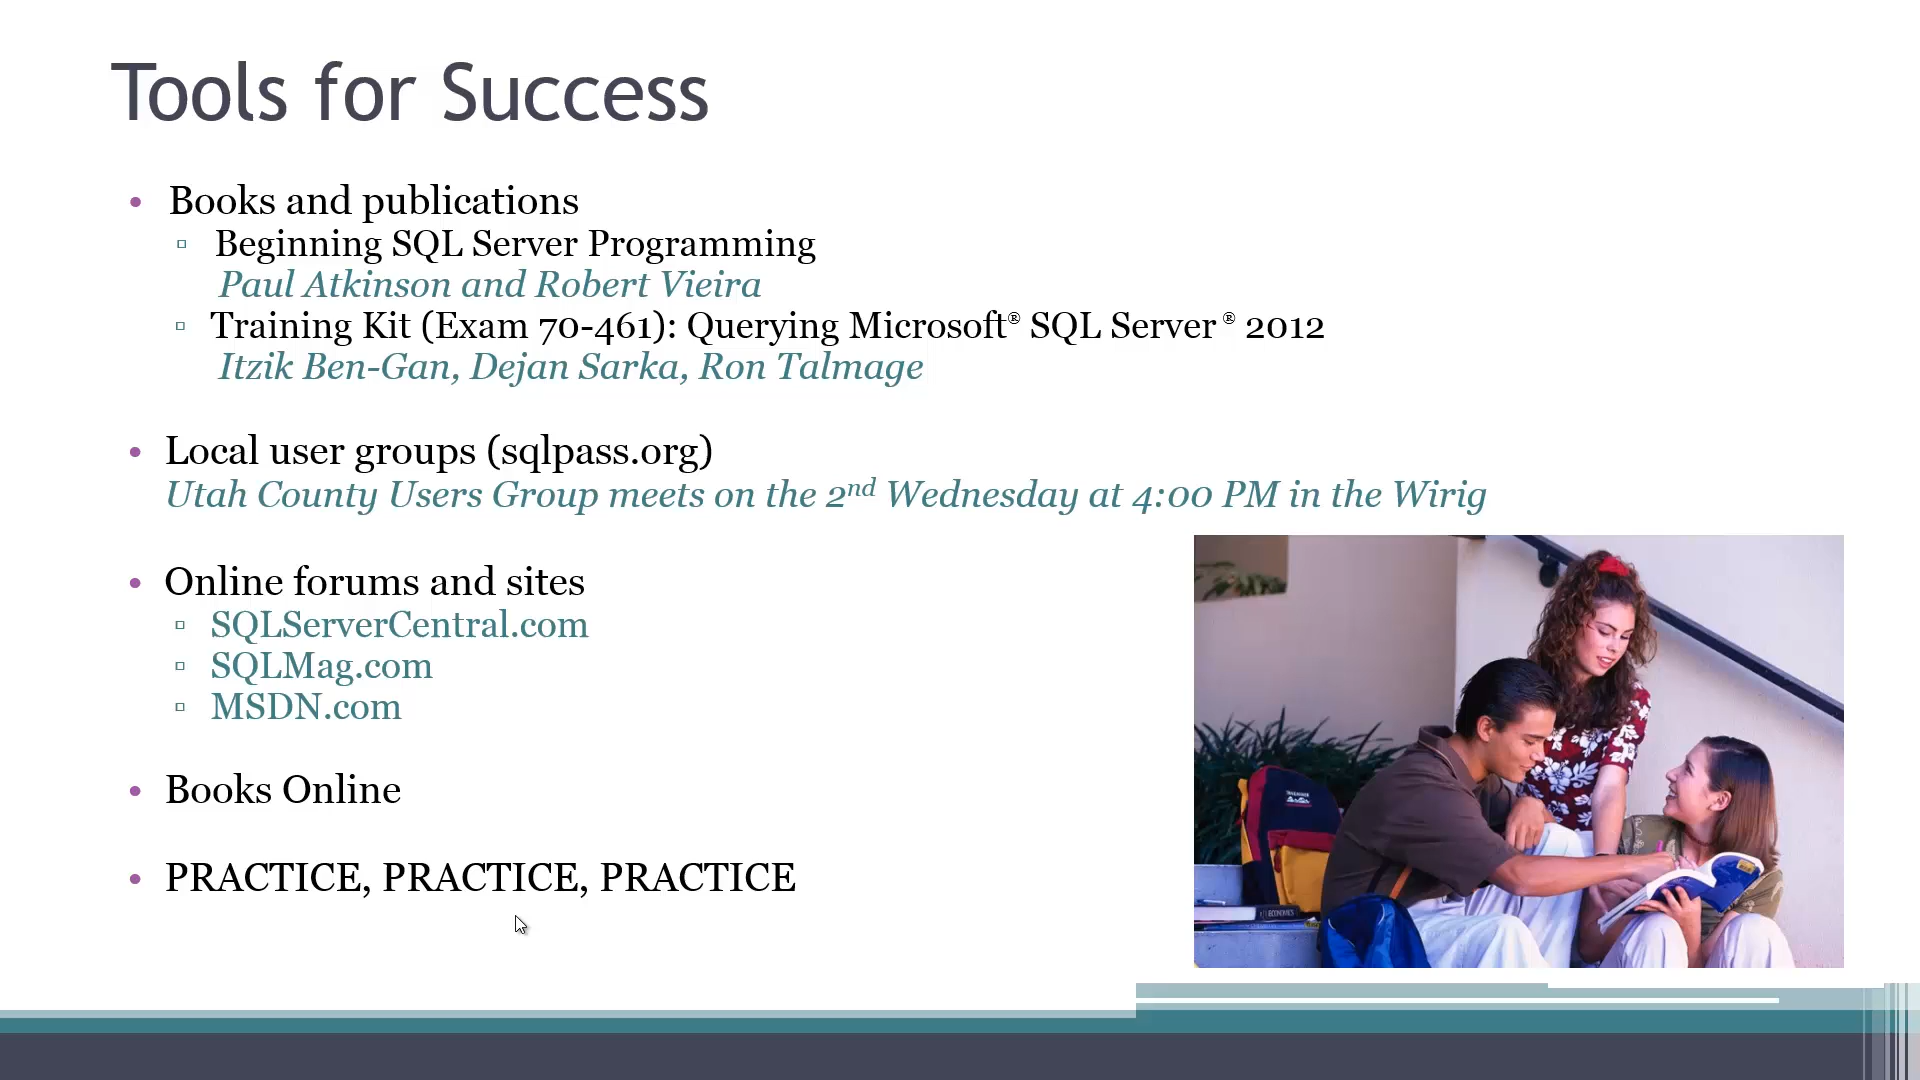 Tools for Success
• Books and publications
▫ Beginning SQL Server Programming
Paul Atkinson and Robert Vieira
▫ Training Kit (Exam 70-461): Querying Microsoft® SQL Server ® 2012
Itzik Ben-Gan, Dejan Sarka, Ron Talmage
• Local user groups (sqlpass.org)
Utah County Users Group meets on the 2nd Wednesday at 4:00 PM in the Wirig
• Online forums and sites
▫ SQLServerCentral.com
▫ SQLMag.com
▫ MSDN.com
• Books Online
• PRACTICE, PRACTICE, PRACTICE
ECONOMICS